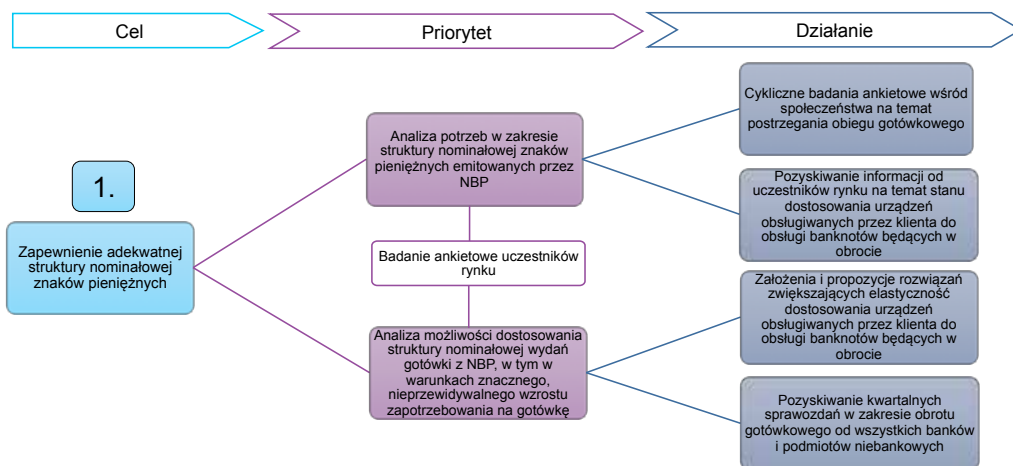 Cel
Priorytet
Działanie
1.
Zapewnienie adekwatnej
struktury nominałowej
znaków pieniężnych
Analiza potrzeb w zakresie
struktury nominałowej znaków
pieniężnych emitowanych przez
NBP
Badanie ankietowe uczestników
rynku
Analiza możliwości dostosowania
struktury nominałowej wydań
gotówki z NBP, w tym w
warunkach znacznego,
nieprzewidywalnego wzrostu
zapotrzebowania na gotówkę
Cykliczne badania ankietowe wśród
społeczeństwa na temat
postrzegania obiegu gotówkowego
Pozyskiwanie informacji od
uczestników rynku na temat stanu
dostosowania urządzeń
obsługiwanych przez klienta do
obsługi banknotów będących w
obrocie
Założenia i propozycje rozwiązań
zwiększających elastyczność
dostosowania urządzeń
obsługiwanych przez klienta do
obsługi banknotów będących w
obrocie
Pozyskiwanie kwartalnych
sprawozdań w zakresie obrotu
gotówkowego od wszystkich banków
i podmiotów niebankowych